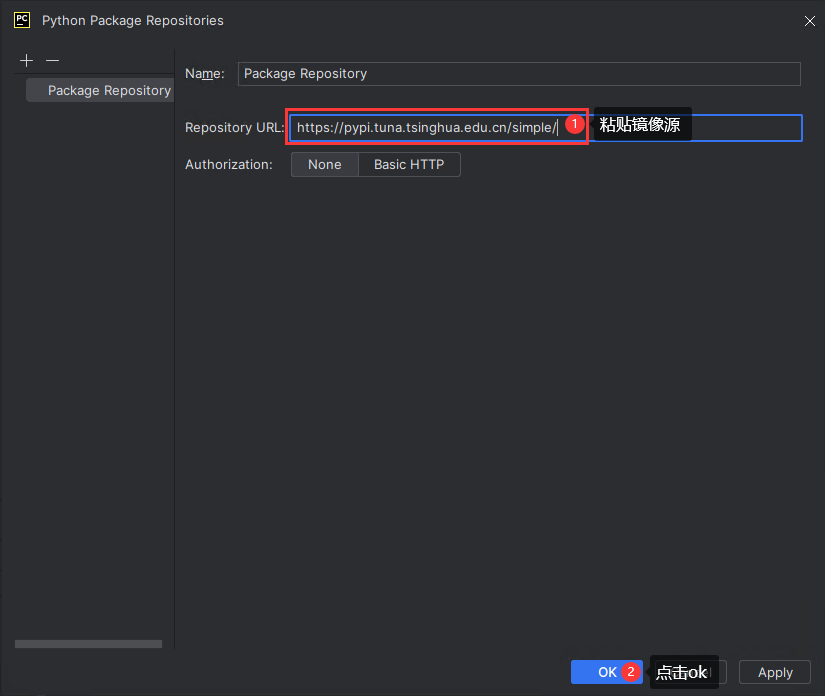 PC Python Package Repositories
Package Repository
Name: Package Repository
Repository URL: https://pypi.tuna.tsinghua.edu.cn/simple/ 1 粘贴镜像源
Authorization: None Basic HTTP
OK 2 点击ok Apply